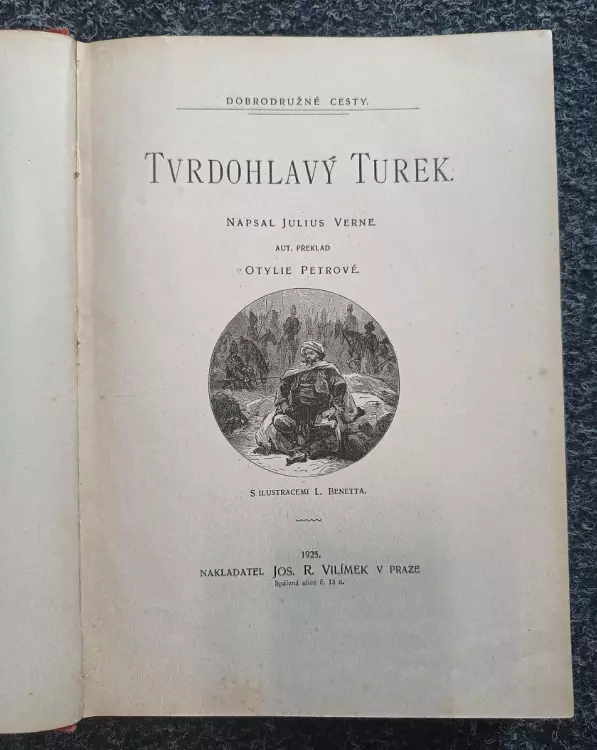 DOBRODRUŽNÉ CESTY.
TVRDOHLAVÝ TUREK.
NAPSAL JULIUS VERNE.
AUT. PŘEKLAD
OTYLIE PETROVÉ.
S ILUSTRACEMI L. BENETTA.
1925,
NAKLADATEL JOS. R. VILÍMEK V PRAZE
Spálená ulice č. 13 n.